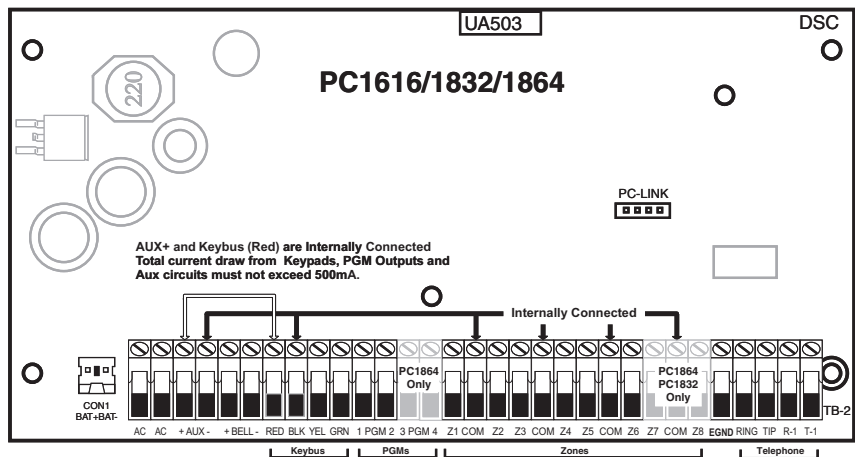 UA503
DSC
220
PC1616/1832/1864
PC-LINK
AUX+ and Keybus (Red) are Internally Connected
Total current draw from Keypads, PGM Outputs and
Aux circuits must not exceed 500mA.
Internally Connected
PC1864
Only
PC1864
PC1832
Only
CON1
BAT+BAT-
TB-2
AC AC + AUX - + BELL - RED BLK YEL GRN 1 PGM 2 3 PGM 4 Z1 COM Z2 Z3 COM Z4 Z5 COM Z6 Z7 COM Z8 EGND RING TIP R-1 T-1
Keybus PGMs Zones Telephone